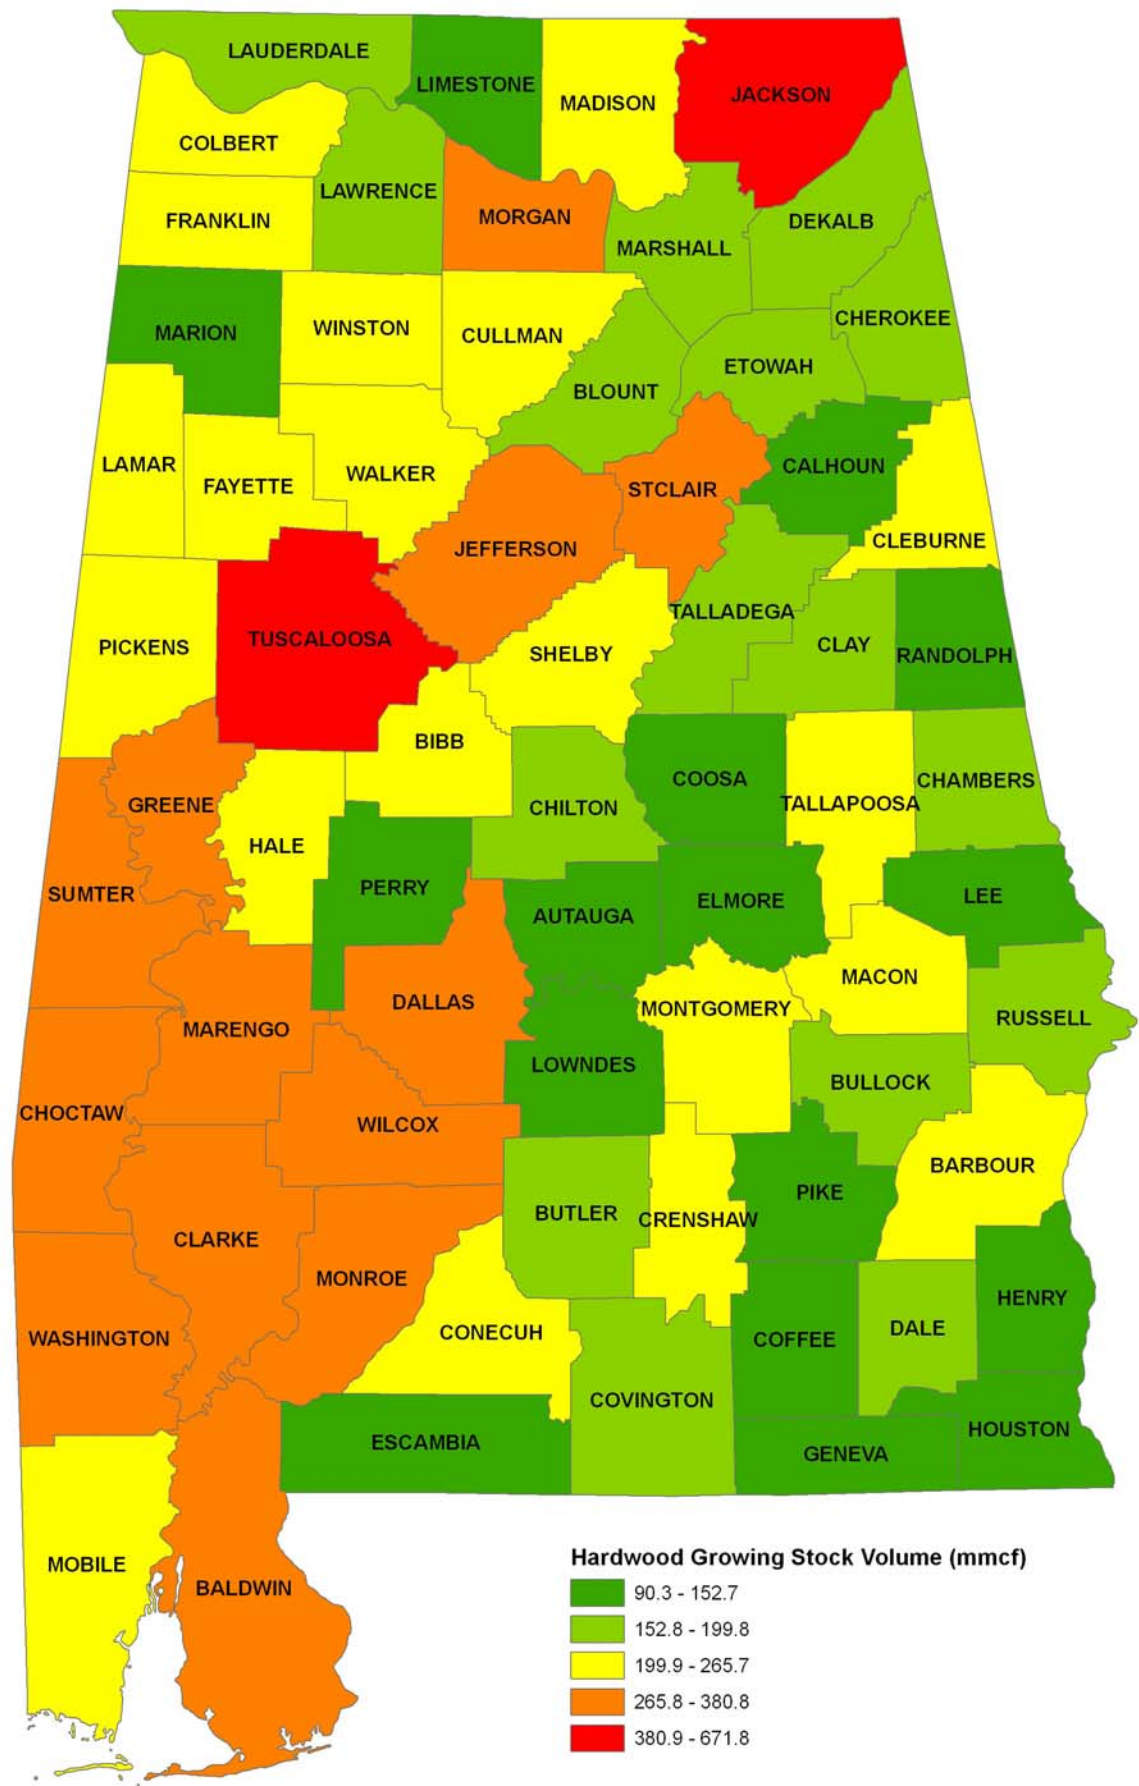 LAUDERDALE
LIMESTONE
MADISON
JACKSON
COLBERT
LAWRENCE
FRANKLIN
MORGAN
DEKALB
MARSHALL
CHEROKEE
MARION
WINSTON
CULLMAN
ETOWAH
BLOUNT
LAMAR
FAYETTE
WALKER
STCLAIR
CALHOUN
JEFFERSON
CLEBURNE
TALLADEGA
TUSCALOOSA
PICKENS
SHELBY
CLAY
RANDOLPH
BIBB
COOSA
CHAMBERS
GREENE
CHILTON
TALLAPOOSA
HALE
SUMTER
PERRY
AUTAUGA
ELMORE
LEE
MACON
DALLAS
MONTGOMERY
RUSSELL
MARENGO
LOWNDES
BULLOCK
CHOCTAW
WILCOX
BARBOUR
PIKE
BUTLER
CRENSHAW
CLARKE
MONROE
HENRY
WASHINGTON
CONECUH
COFFEE
DALE
COVINGTON
ESCAMBIA
GENEVA
HOUSTON
MOBILE
BALDWIN
Hardwood Growing Stock Volume (mmcf)
90.3 - 152.7
152.8 - 199.8
199.9 - 265.7
265.8 - 380.8
380.9 - 671.8